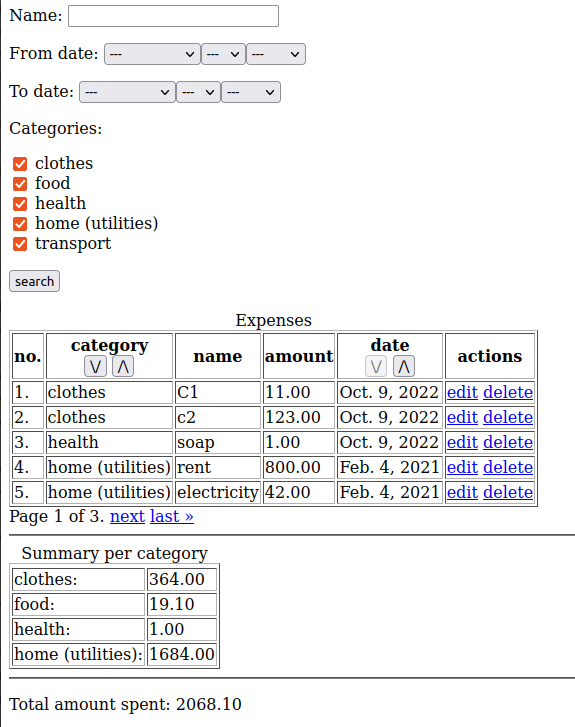 Name:
From date: --- --- ---
To date: --- --- ---
Categories:
clothes
food
health
home (utilities)
transport
search
Expenses
no. category \/ /\ name amount date \/ /\ actions
1. clothes C1 11.00 Oct. 9, 2022 edit delete
2. clothes c2 123.00 Oct. 9, 2022 edit delete
3. health soap 1.00 Oct. 9, 2022 edit delete
4. home (utilities) rent 800.00 Feb. 4, 2021 edit delete
5. home (utilities) electricity 42.00 Feb. 4, 2021 edit delete
Page 1 of 3. next last »
Summary per category
clothes: 364.00
food: 19.10
health: 1.00
home (utilities): 1684.00
Total amount spent: 2068.10